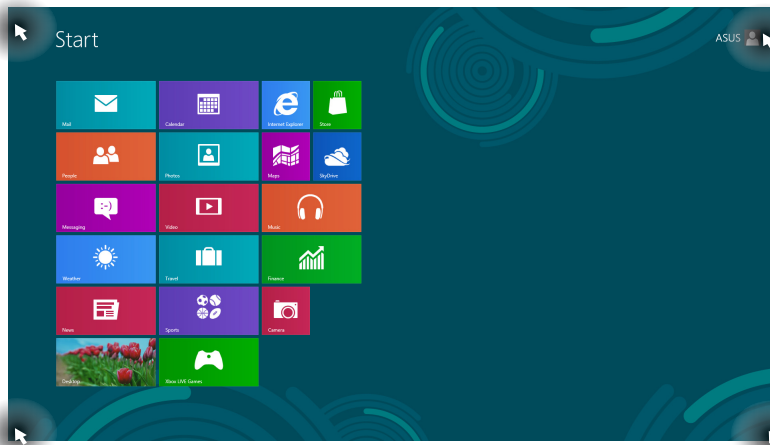 Start
ASUS
Mail
Calendar
Internet Explorer
Store
People
Photos
Maps
SkyDrive
Messaging
:-)
Video
Music
Weather
Travel
Finance
News
Sports
Camera
Desktop
Xbox LIVE Games